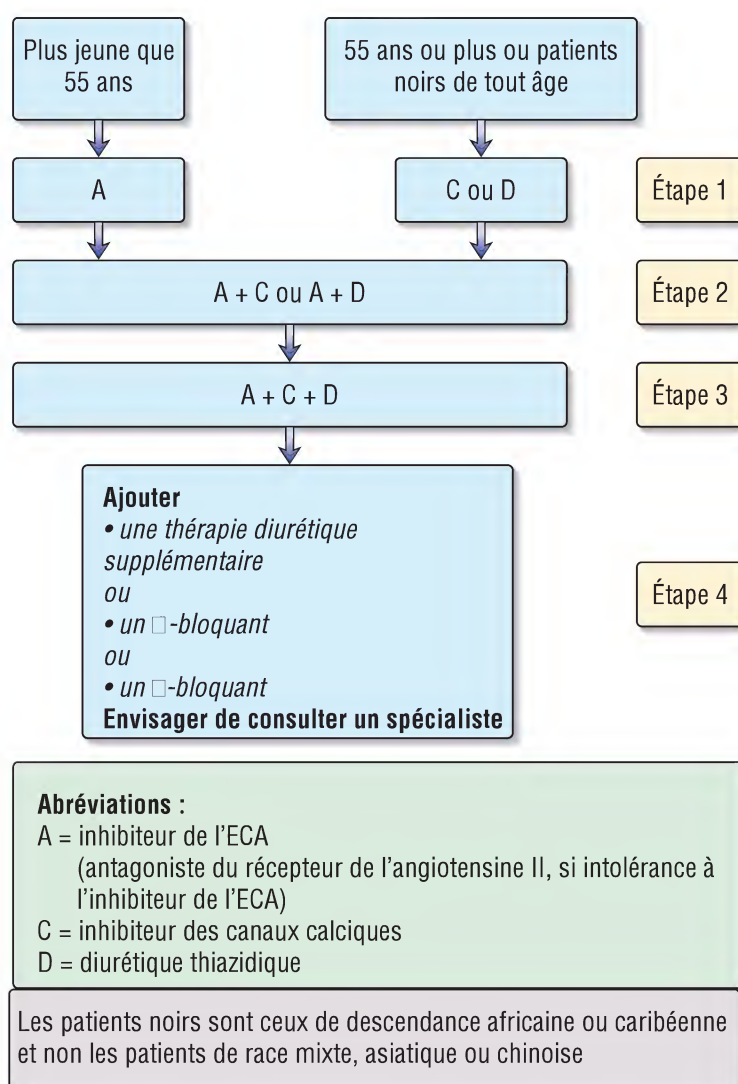 Plus jeune que
55 ans
55 ans ou plus ou patients
noirs de tout âge
A
C ou D
Étape 1
A + C ou A + D
Étape 2
A + C + D
Étape 3
Ajouter
• une thérapie diurétique
supplémentaire
ou
• un □-bloquant
ou
• un □-bloquant
Envisager de consulter un spécialiste
Étape 4
Abréviations :
A = inhibiteur de l’ECA
(antagoniste du récepteur de l’angiotensine II, si intolérance à
l’inhibiteur de l’ECA)
C = inhibiteur des canaux calciques
D = diurétique thiazidique
Les patients noirs sont ceux de descendance africaine ou caribéenne
et non les patients de race mixte, asiatique ou chinoise